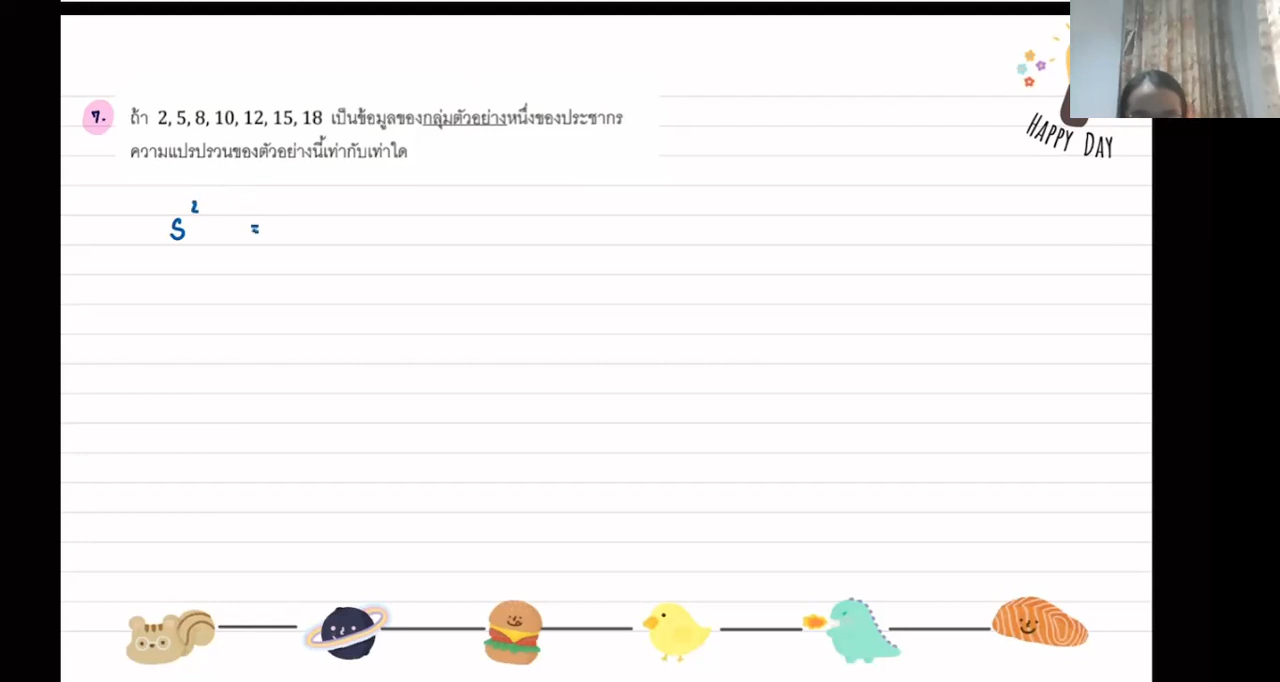 7. ถ้า 2, 5, 8, 10, 12, 15, 18 เป็นข้อมูลของกลุ่มตัวอย่างหนึ่งของประชากร
ความแปรปรวนของตัวอย่างนี้เท่ากับเท่าใด
S² =
HAPPY DAY